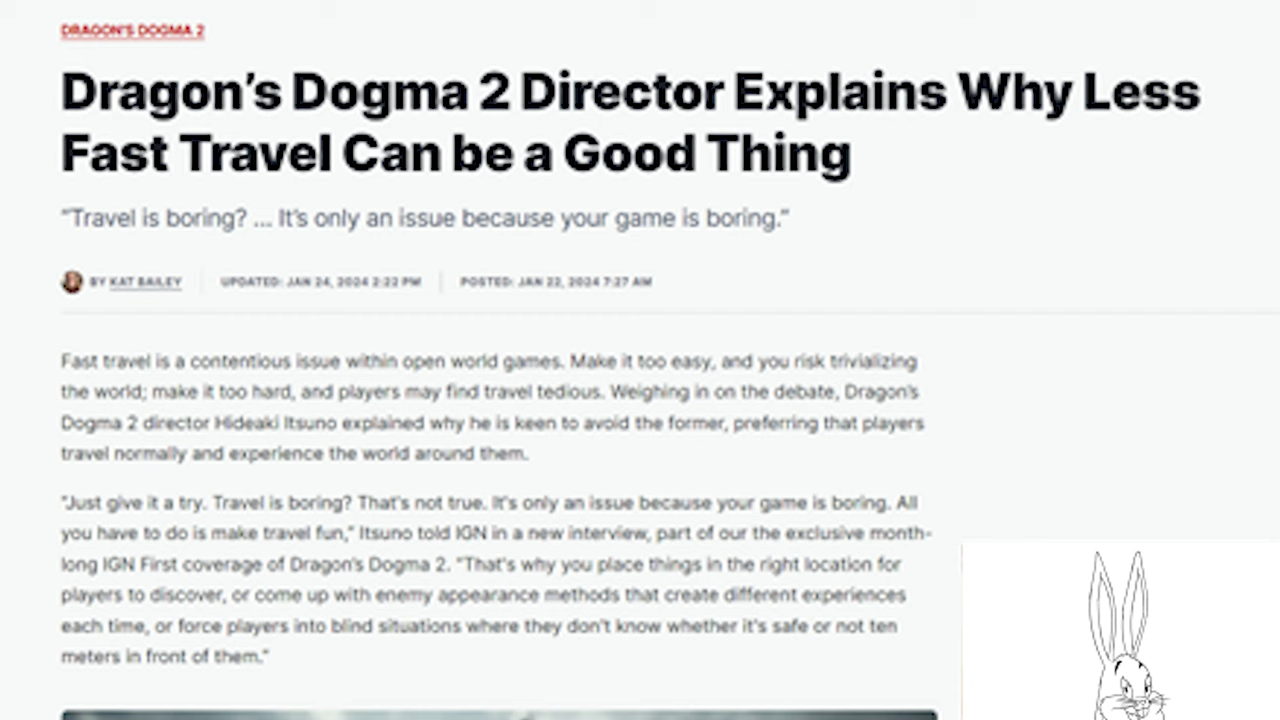 DRAGON'S DOGMA 2
Dragon's Dogma 2 Director Explains Why Less
Fast Travel Can be a Good Thing
"Travel is boring? ... It's only an issue because your game is boring."
BY KAT BAILEY UPDATED: JAN 24, 2024 2:22 PM POSTED: JAN 22, 2024 7:27 AM
Fast travel is a contentious issue within open world games. Make it too easy, and you risk trivializing
the world; make it too hard, and players may find travel tedious. Weighing in on the debate, Dragon's
Dogma 2 director Hideaki Itsuno explained why he is keen to avoid the former, preferring that players
travel normally and experience the world around them.
"Just give it a try. Travel is boring? That's not true. It's only an issue because your game is boring. All
you have to do is make travel fun," Itsuno told IGN in a new interview, part of our the exclusive month-
long IGN First coverage of Dragon's Dogma 2. "That's why you place things in the right location for
players to discover, or come up with enemy appearance methods that create different experiences
each time, or force players into blind situations where they don't know whether it's safe or not ten
meters in front of them."